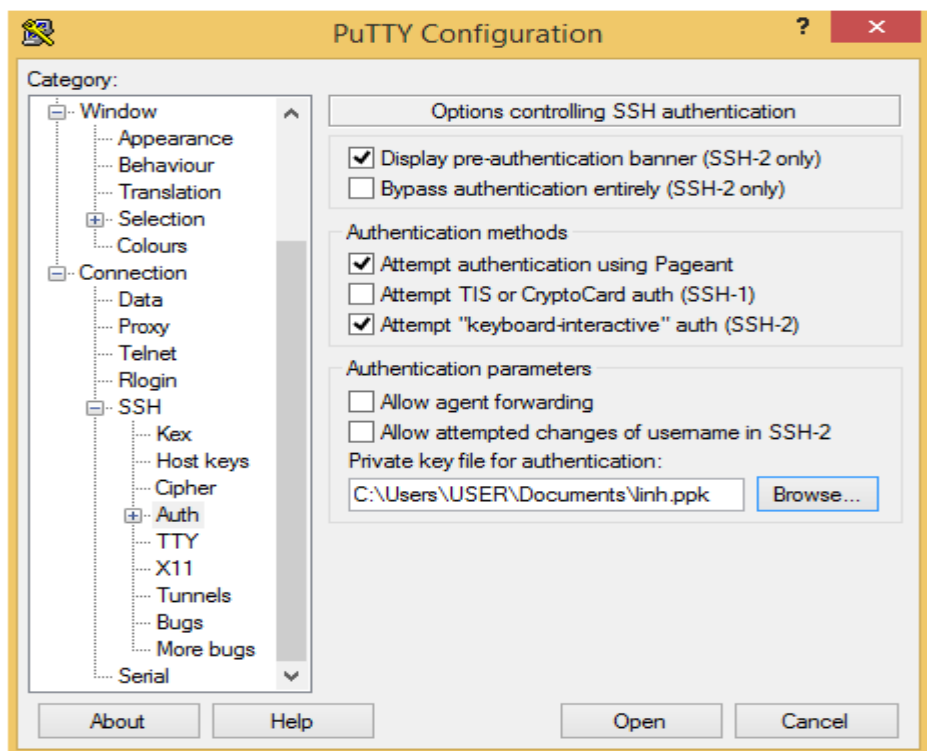 PuTTY Configuration
?
Category:
Window
Appearance
Behaviour
Translation
Selection
Colours
Connection
Data
Proxy
Telnet
Rlogin
SSH
Kex
Host keys
Cipher
Auth
TTY
X11
Tunnels
Bugs
More bugs
Serial
Options controlling SSH authentication
Display pre-authentication banner (SSH-2 only)
Bypass authentication entirely (SSH-2 only)
Authentication methods
Attempt authentication using Pageant
Attempt TIS or CryptoCard auth (SSH-1)
Attempt "keyboard-interactive" auth (SSH-2)
Authentication parameters
Allow agent forwarding
Allow attempted changes of username in SSH-2
Private key file for authentication:
C:\Users\USER\Documents\linh.ppk
Browse...
About
Help
Open
Cancel